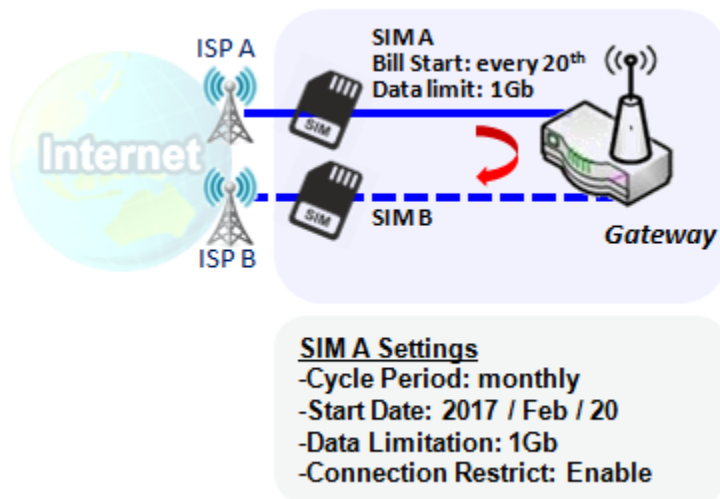 ISP A
SIM A
Bill Start: every 20th
Data limit: 1Gb
SIM
Internet
SIM
SIM B
Gateway
ISP B
SIM A Settings
-Cycle Period: monthly
-Start Date: 2017 / Feb / 20
-Data Limitation: 1Gb
-Connection Restrict: Enable